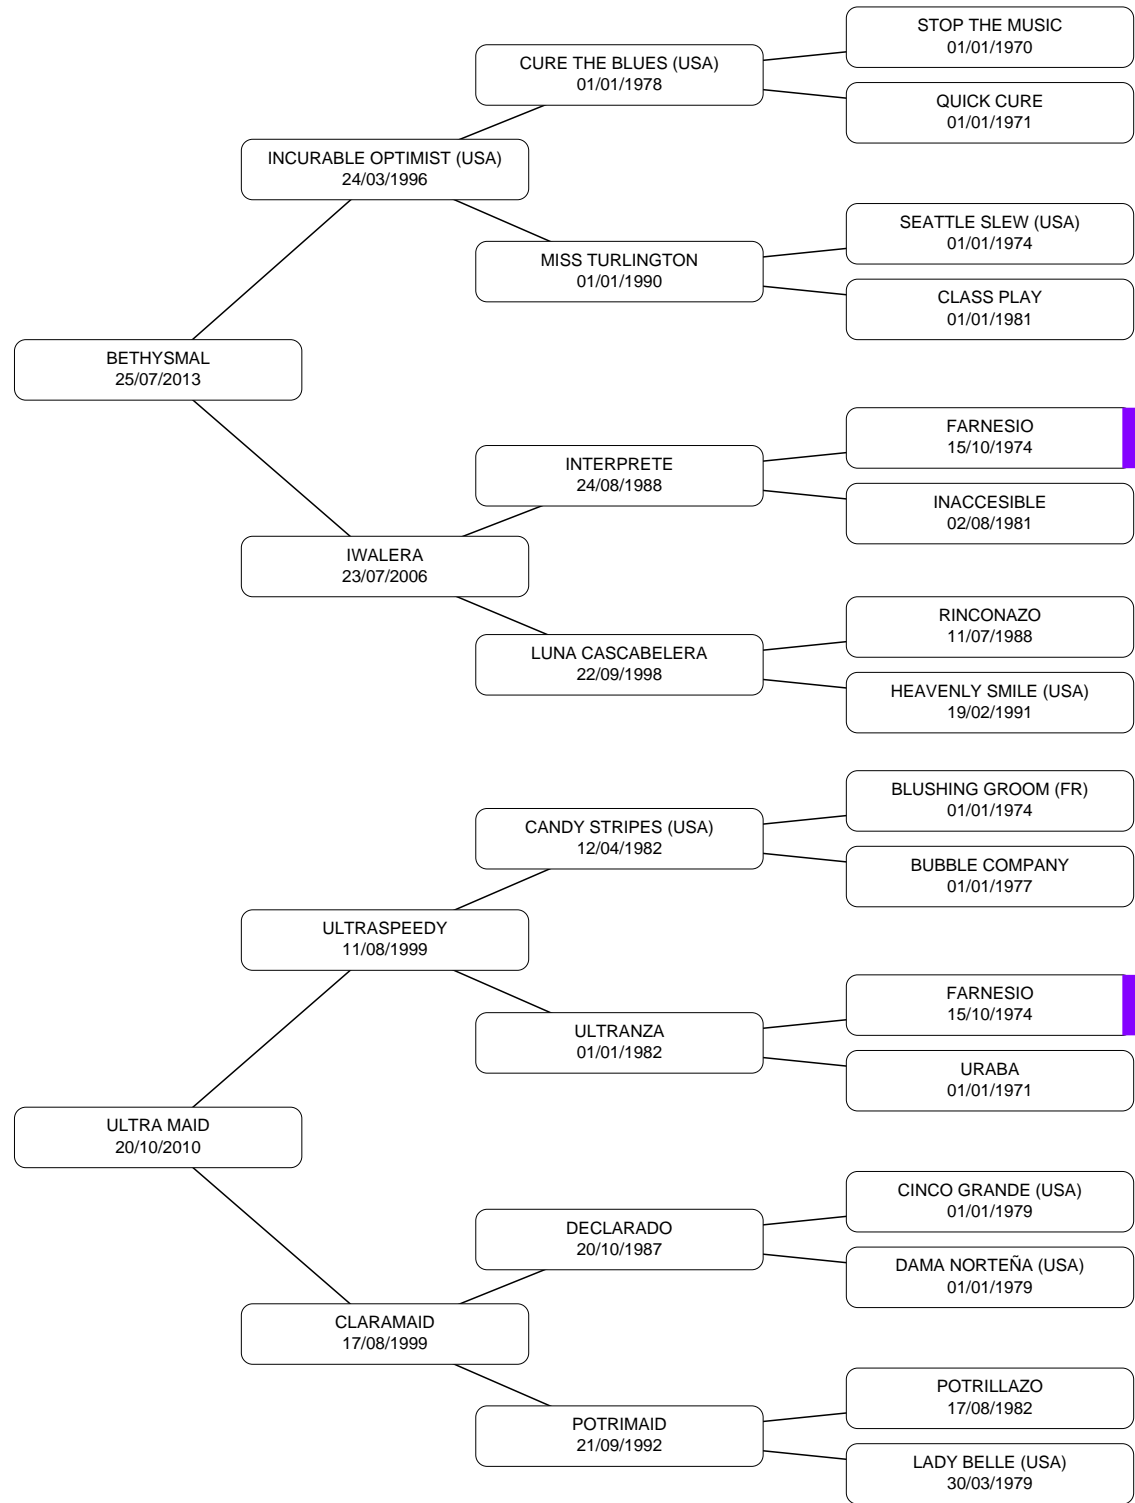 STOP THE MUSIC
01/01/1970
CURE THE BLUES (USA)
01/01/1978
QUICK CURE
01/01/1971
INCURABLE OPTIMIST (USA)
24/03/1996
SEATTLE SLEW (USA)
01/01/1974
MISS TURLINGTON
01/01/1990
CLASS PLAY
01/01/1981
BETHYSMAL
25/07/2013
FARNESIO
15/10/1974
INTERPRETE
24/08/1988
INACCESIBLE
02/08/1981
IWALERA
23/07/2006
RINCONAZO
11/07/1988
LUNA CASCABELERA
22/09/1998
HEAVENLY SMILE (USA)
19/02/1991
BLUSHING GROOM (FR)
01/01/1974
CANDY STRIPES (USA)
12/04/1982
BUBBLE COMPANY
01/01/1977
ULTRASPEEDY
11/08/1999
FARNESIO
15/10/1974
ULTRANZA
01/01/1982
URABA
01/01/1971
ULTRA MAID
20/10/2010
CINCO GRANDE (USA)
01/01/1979
DECLARADO
20/10/1987
DAMA NORTEÑA (USA)
01/01/1979
CLARAMAID
17/08/1999
POTRILLAZO
17/08/1982
POTRIMAID
21/09/1992
LADY BELLE (USA)
30/03/1979